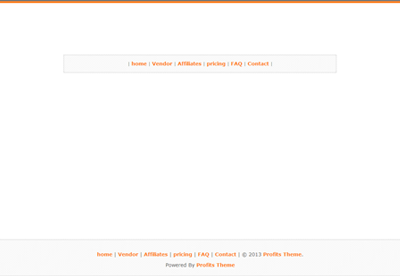 | home | Vendor | Affiliates | pricing | FAQ | Contact |
home | Vendor | Affiliates | pricing | FAQ | Contact | © 2013 Profits Theme.
Powered By Profits Theme